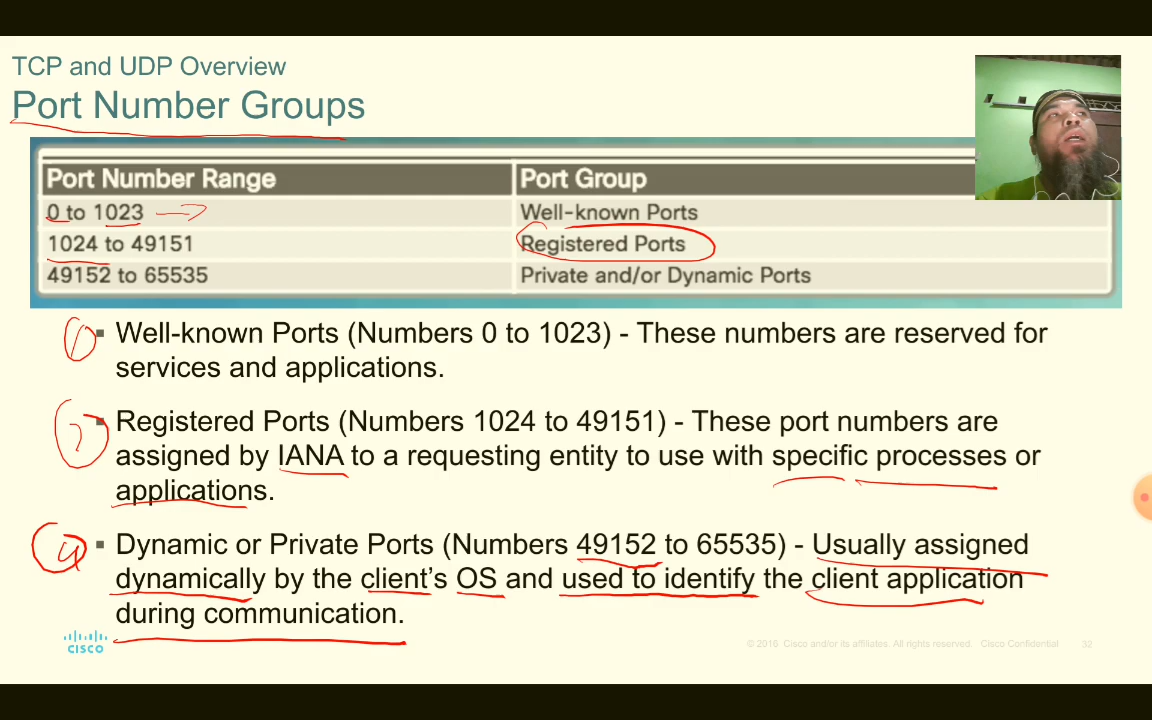 TCP and UDP Overview
Port Number Groups
Port Number Range Port Group
0 to 1023 Well-known Ports
1024 to 49151 Registered Ports
49152 to 65535 Private and/or Dynamic Ports
▪ Well-known Ports (Numbers 0 to 1023) - These numbers are reserved for
services and applications.
▪ Registered Ports (Numbers 1024 to 49151) - These port numbers are
assigned by IANA to a requesting entity to use with specific processes or
applications.
▪ Dynamic or Private Ports (Numbers 49152 to 65535) - Usually assigned
dynamically by the client's OS and used to identify the client application
during communication.
CISCO
© 2016 Cisco and/or its affiliates. All rights reserved. Cisco Confidential 32